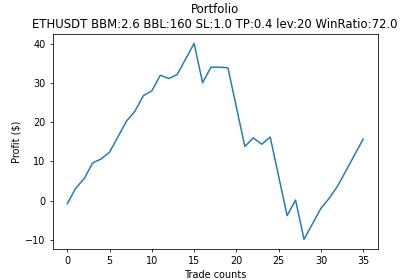 Portfolio
ETHUSDT BBM:2.6 BBL:160 SL:1.0 TP:0.4 lev:20 WinRatio:72.0
40
30
20
10
0
−10
Profit ($)
0 5 10 15 20 25 30 35
Trade counts